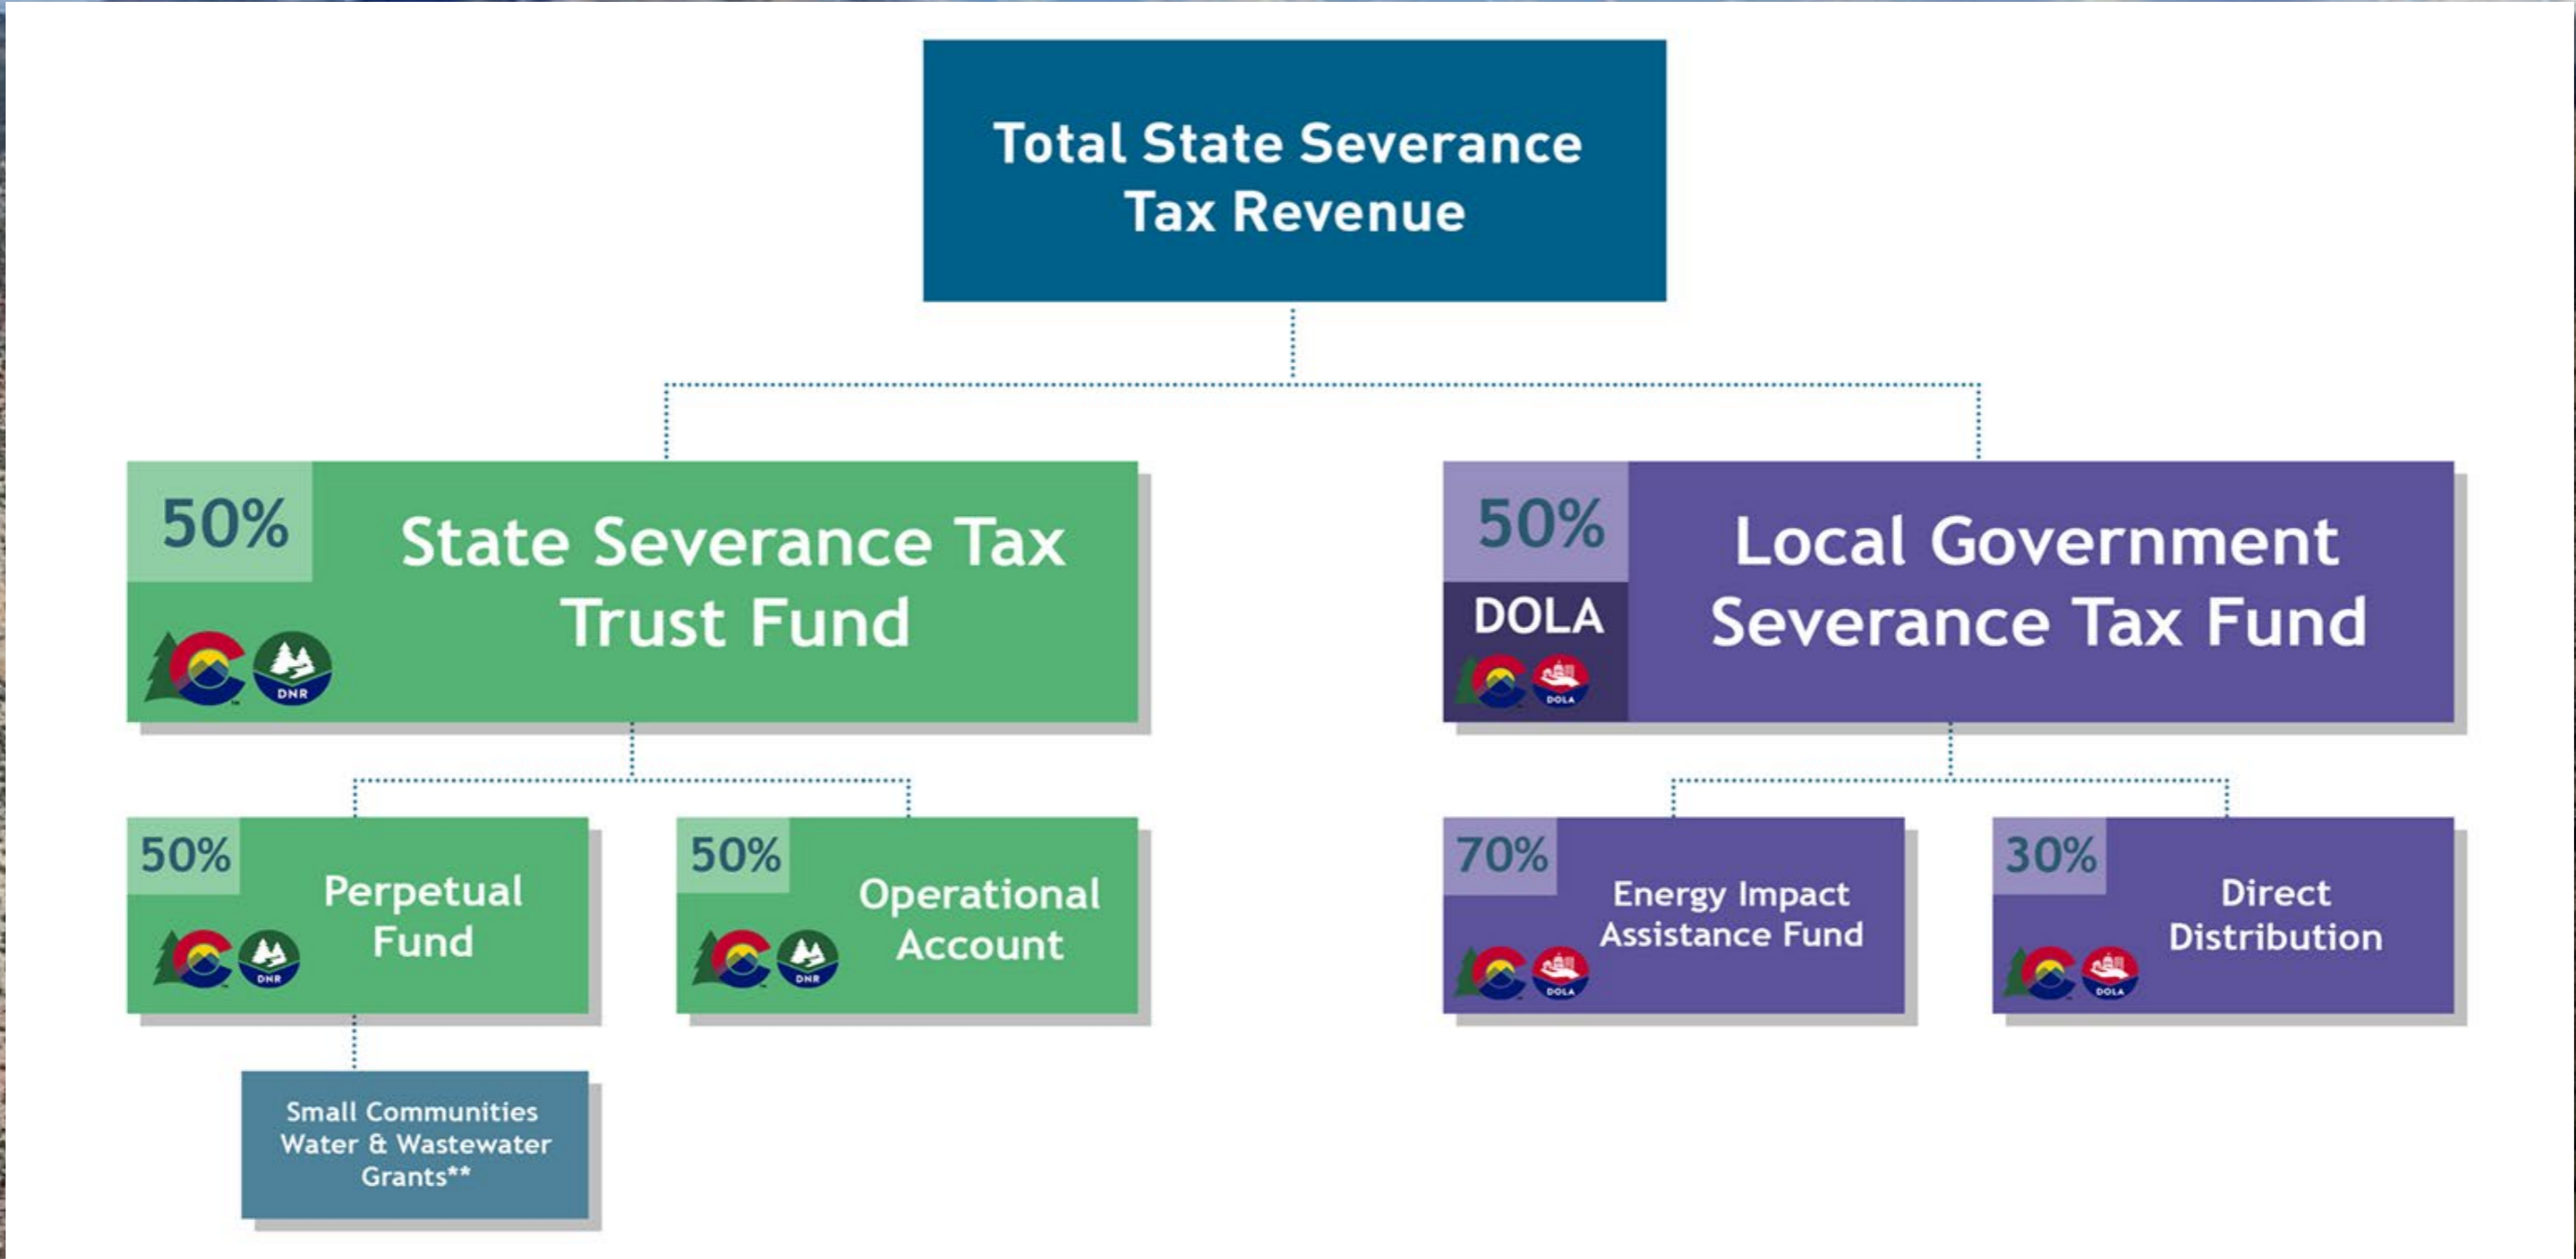 Total State Severance
Tax Revenue
50%
State Severance Tax
Trust Fund
DNR
50%
DOLA
DOLA
Local Government
Severance Tax Fund
50%
Perpetual
Fund
DNR
50%
Operational
Account
DNR
70%
Energy Impact
Assistance Fund
DOLA
30%
Direct
Distribution
DOLA
Small Communities
Water & Wastewater
Grants**